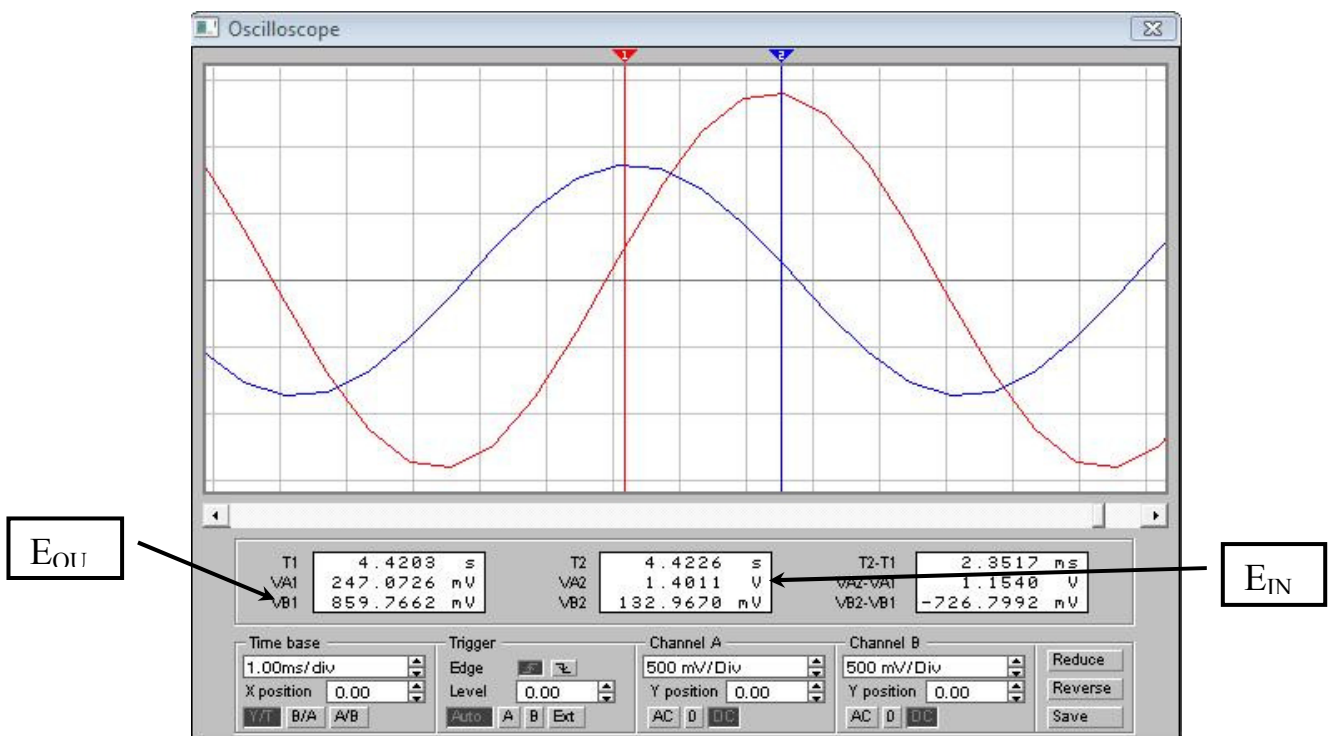 Oscilloscope
1 2
E_OU
T1 4.4203 s T2 4.4226 s T2-T1 2.3517 ms
VA1 247.0726 mV VA2 1.4011 V VA2-VA1 1.1540 V
VB1 859.7662 mV VB2 132.9670 mV VB2-VB1 -726.7992 mV
E_IN
Time base Trigger Channel A Channel B
1.00ms/div Edge 500 mV/Div 500 mV/Div Reduce
X position 0.00 Level 0.00 Y position 0.00 Y position 0.00 Reverse
Y/T B/A A/B Auto A B Ext AC 0 DC AC 0 DC Save